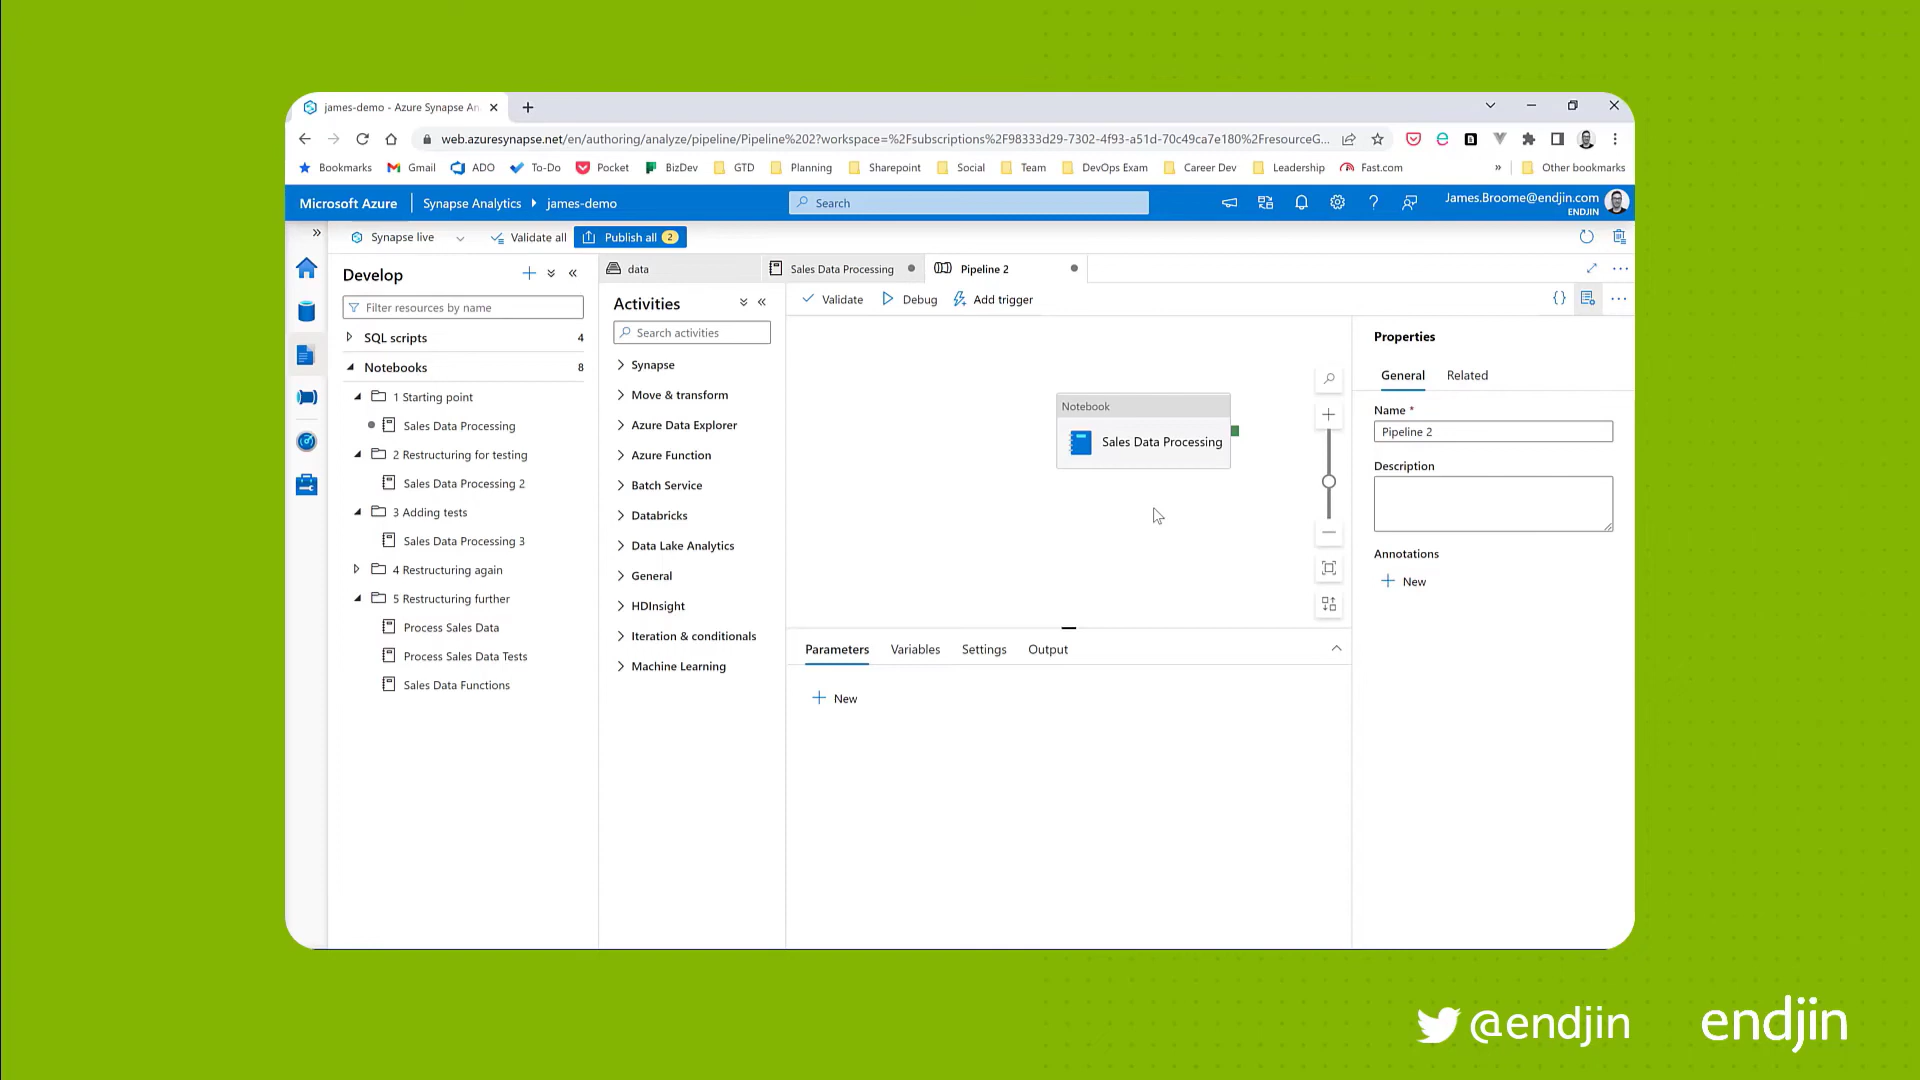 james-demo - Azure Synapse An
web.azuresynapse.net/en/authoring/analyze/pipeline/Pipeline%202?workspace=%2Fsubscriptions%2F98333d29-7302-4f93-a51d-70c49ca7e180%2FresourceG...
Bookmarks Gmail ADO To-Do Pocket BizDev GTD Planning Sharepoint Social Team DevOps Exam Career Dev Leadership Fast.com » Other bookmarks
Microsoft Azure Synapse Analytics james-demo Search James.Broome@endjin.com
ENDJIN
Synapse live Validate all Publish all 2
Develop
Filter resources by name
SQL scripts 4
Notebooks 8
1 Starting point
Sales Data Processing
2 Restructuring for testing
Sales Data Processing 2
3 Adding tests
Sales Data Processing 3
4 Restructuring again
5 Restructuring further
Process Sales Data
Process Sales Data Tests
Sales Data Functions
data Sales Data Processing Pipeline 2
Activities
Search activities
Synapse
Move & transform
Azure Data Explorer
Azure Function
Batch Service
Databricks
Data Lake Analytics
General
HDInsight
Iteration & conditionals
Machine Learning
Validate Debug Add trigger
Notebook
Sales Data Processing
Parameters Variables Settings Output
New
Properties
General Related
Name *
Pipeline 2
Description
Annotations
New
@endjin endjin